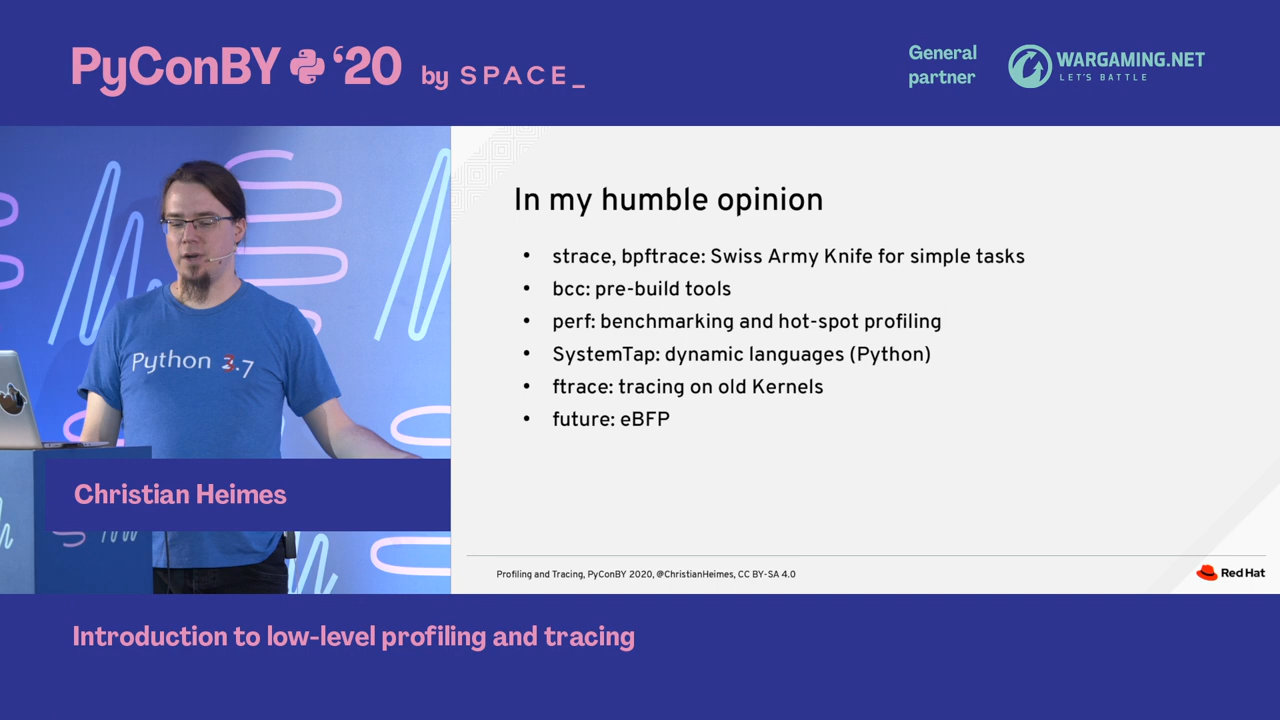 PyConBY '20 by SPACE_
General
partner
WARGAMING.NET
LET'S BATTLE
Python 3.7
Christian Heimes
In my humble opinion
• strace, bpftrace: Swiss Army Knife for simple tasks
• bcc: pre-build tools
• perf: benchmarking and hot-spot profiling
• SystemTap: dynamic languages (Python)
• ftrace: tracing on old Kernels
• future: eBFP
Profiling and Tracing, PyConBY 2020, @ChristianHeimes, CC BY-SA 4.0
Red Hat
Introduction to low-level profiling and tracing